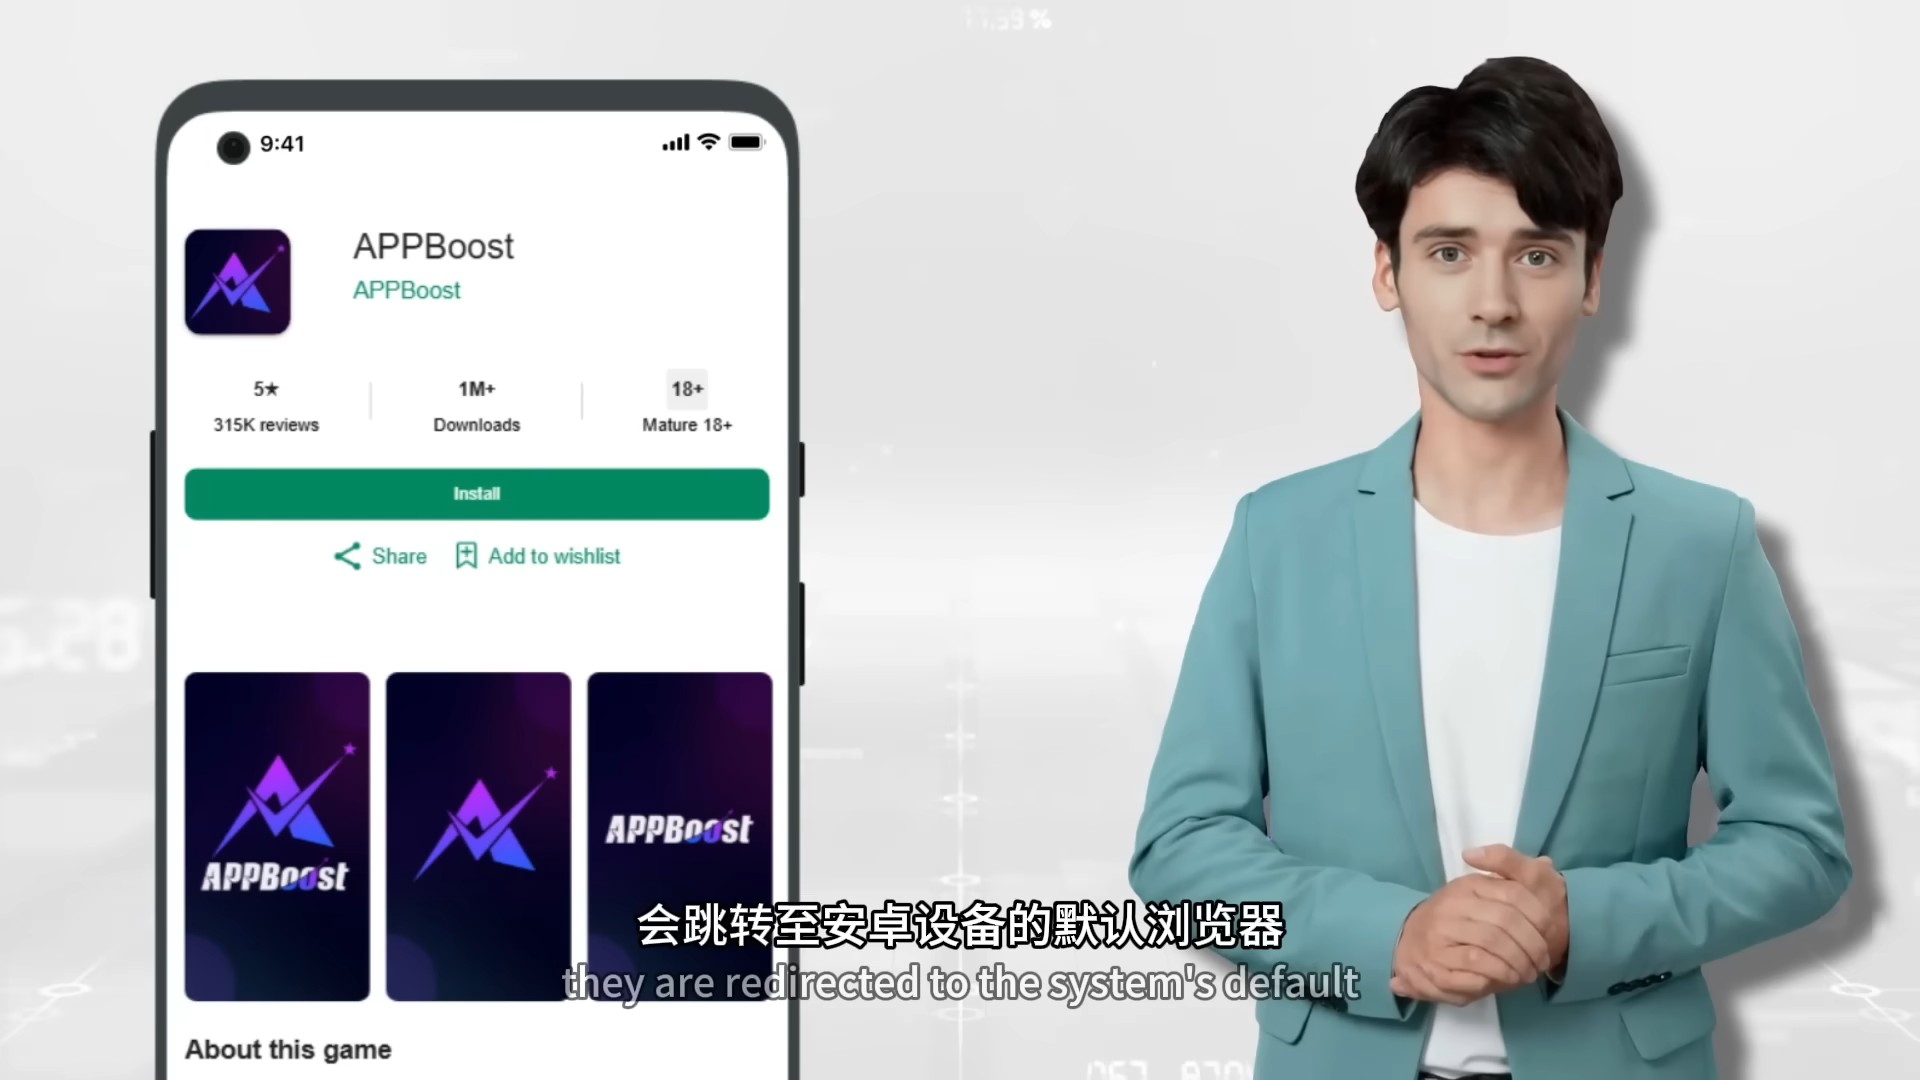 9:41
APPBoost
APPBoost
5★
315K reviews
1M+
Downloads
18+
Mature 18+
Install
Share
Add to wishlist
APPBoost
APPBoost
会跳转至安卓设备的默认浏览器
they are redirected to the system's default
About this game